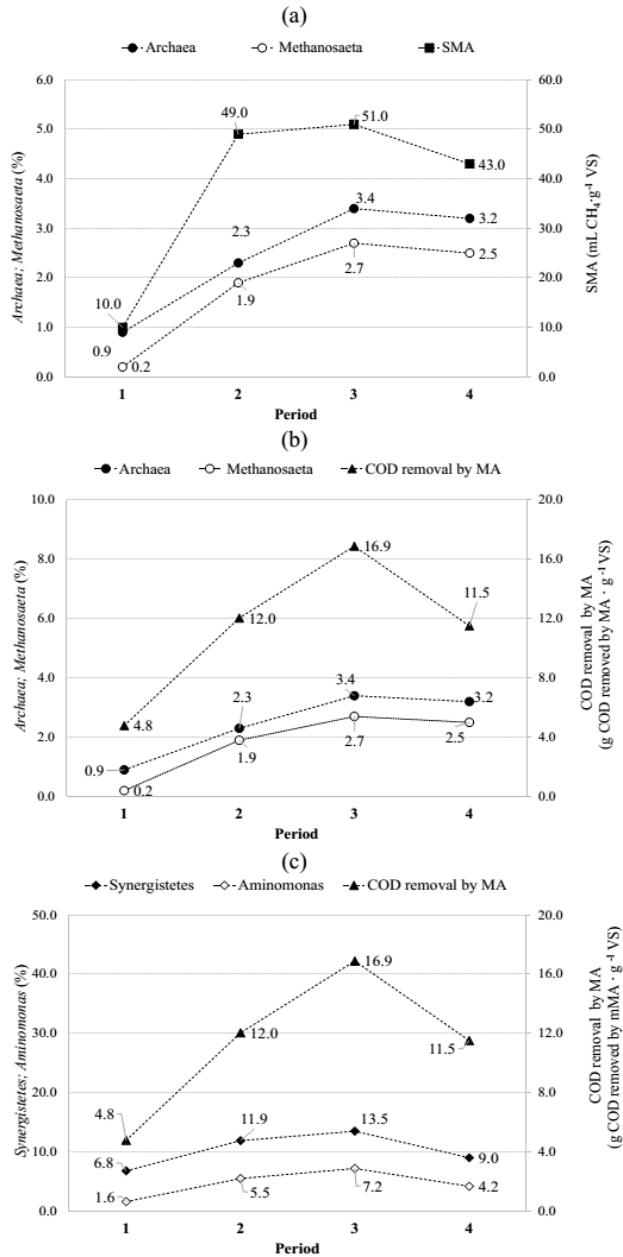 (a)
Archaea Methanosaeta SMA
6.0 60.0
49.0 51.0
5.0 50.0
43.0
4.0 40.0
3.4
3.2
3.0 30.0
2.3
2.7 2.5
2.0 20.0
1.9
10.0
1.0 10.0
0.9
0.2
0.0 0.0
1 2 3 4
Period
Archaea; Methanosaeta (%)
SMA (mL CH₄·g⁻¹ VS)
(b)
Archaea Methanosaeta COD removal by MA
10.0 20.0
16.9
8.0 16.0
11.5
6.0 12.0
12.0
4.0 8.0
3.4
3.2
4.8 2.3
2.0 4.0
2.7 2.5
1.9
0.9
0.2
0.0 0.0
1 2 3 4
Period
Archaea; Methanosaeta (%)
COD removal by MA
(g COD removed by MA · g⁻¹ VS)
(c)
Synergistetes Aminomonas COD removal by MA
50.0 20.0
16.9
40.0 16.0
30.0 12.0
12.0
11.5
20.0 8.0
4.8
11.9 13.5
10.0 4.0
6.8 9.0
5.5 7.2 4.2
1.6
0.0 0.0
1 2 3 4
Period
Synergistetes; Aminomonas (%)
COD removal by MA
(g COD removed by mMA · g⁻¹ VS)